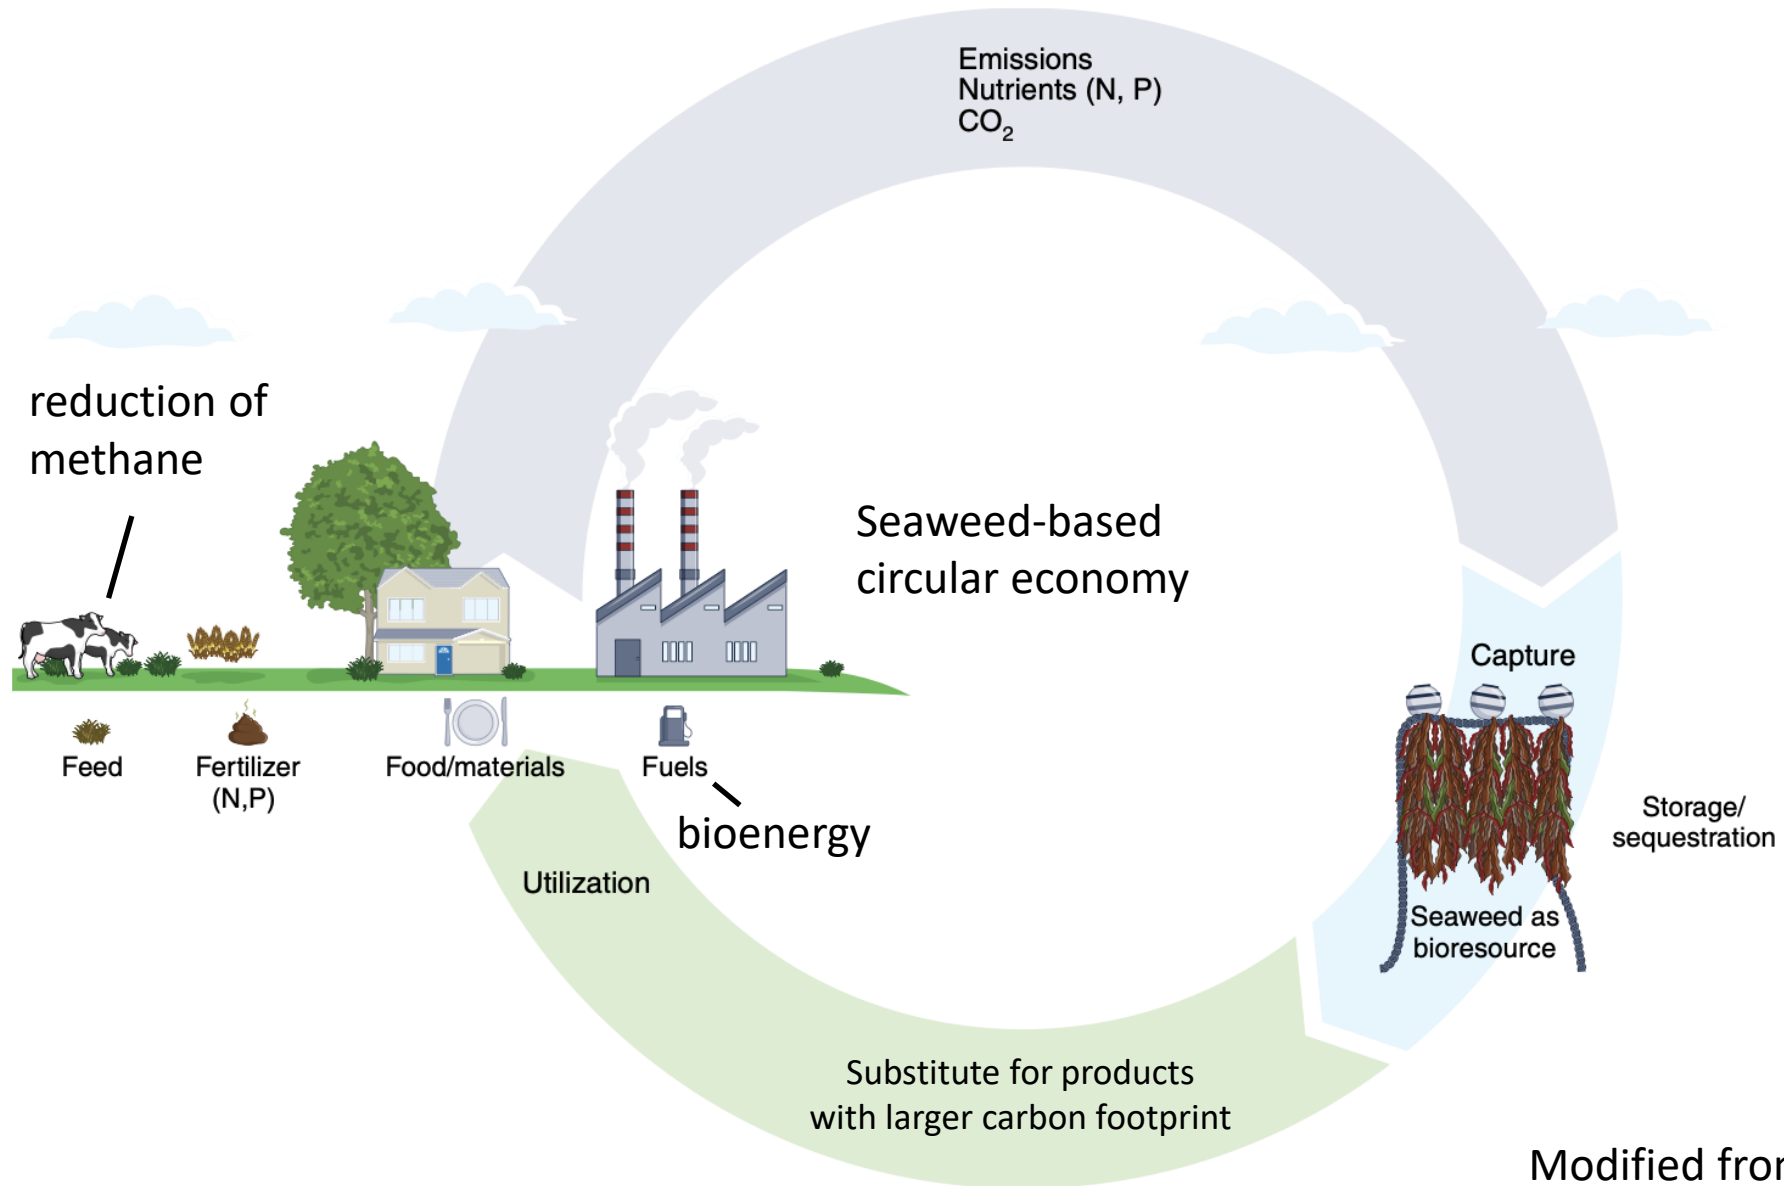 Emissions
Nutrients (N, P)
CO₂
reduction of
methane
Seaweed-based
circular economy
Capture
Feed
Fertilizer
(N,P)
Food/materials
Fuels
bioenergy
Storage/
sequestration
Utilization
Seaweed as
bioresource
Substitute for products
with larger carbon footprint
Modified